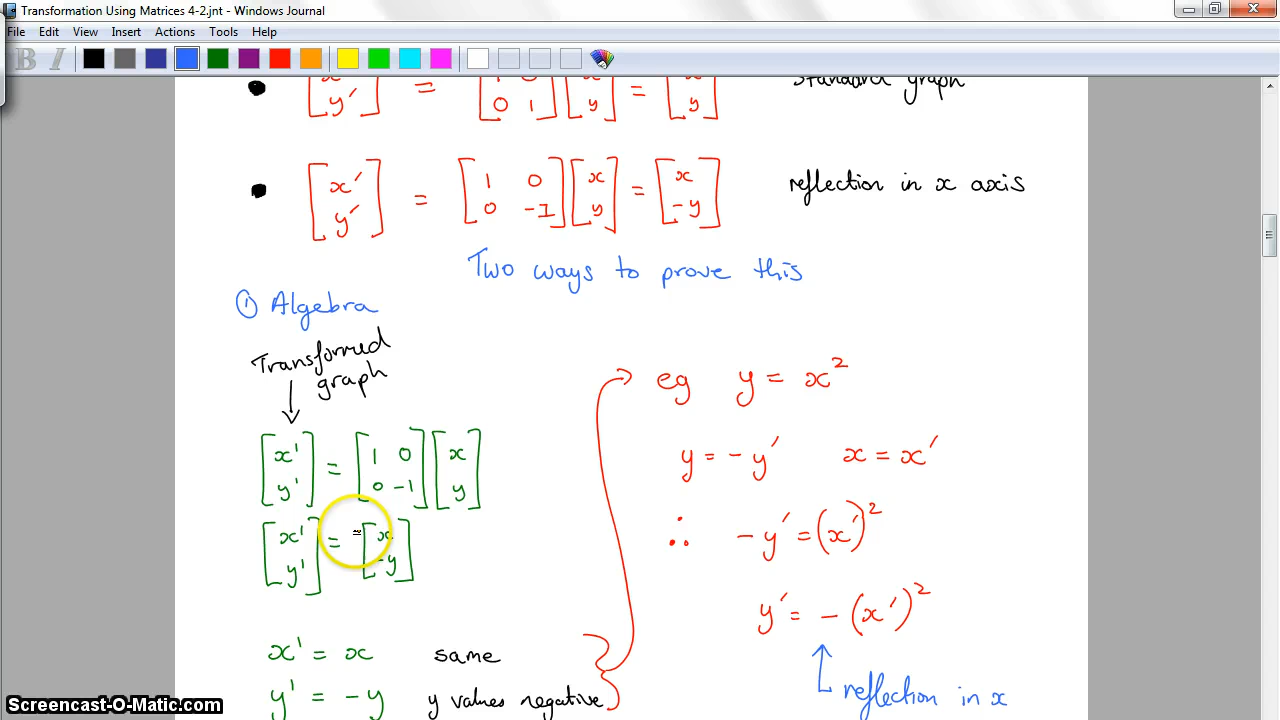 Transformation Using Matrices 4-2.jnt - Windows Journal
File Edit View Insert Actions Tools Help
B I
y′ = 0 1 y = y standard graph
[x′ y′] = [1 0 0 -1] [x y] = [x -y] reflection in x axis
Two ways to prove this
① Algebra
Transformed
graph
[x' y'] = [1 0 0 -1] [x y]
[x' y'] = [x -y]
x' = x same
y' = -y y values negative
eg y = x²
y = -y′ x = x′
∴ -y′ = (x′)²
y′ = -(x′)²
reflection in x
Screencast-O-Matic.com